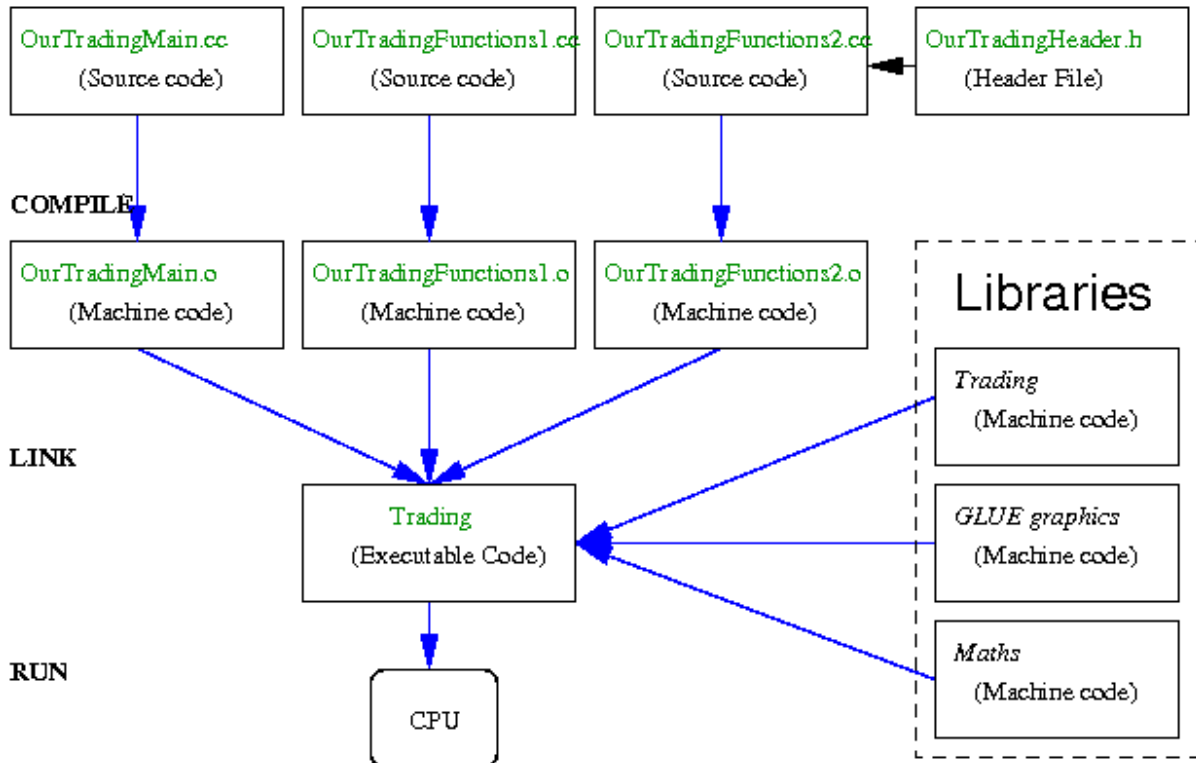 OurTradingMain.cc
(Source code)
OurTradingFunctions1.cc
(Source code)
OurTradingFunctions2.cc
(Source code)
OurTradingHeader.h
(Header File)
COMPILE
OurTradingMain.o
(Machine code)
OurTradingFunctions1.o
(Machine code)
OurTradingFunctions2.o
(Machine code)
Libraries
Trading
(Machine code)
LINK
Trading
(Executable Code)
GLUE graphics
(Machine code)
Maths
(Machine code)
RUN
CPU